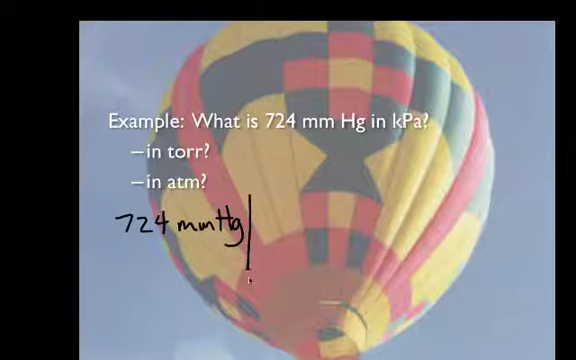 Example: What is 724 mm Hg in kPa?
– in torr?
– in atm?
724 mmHg